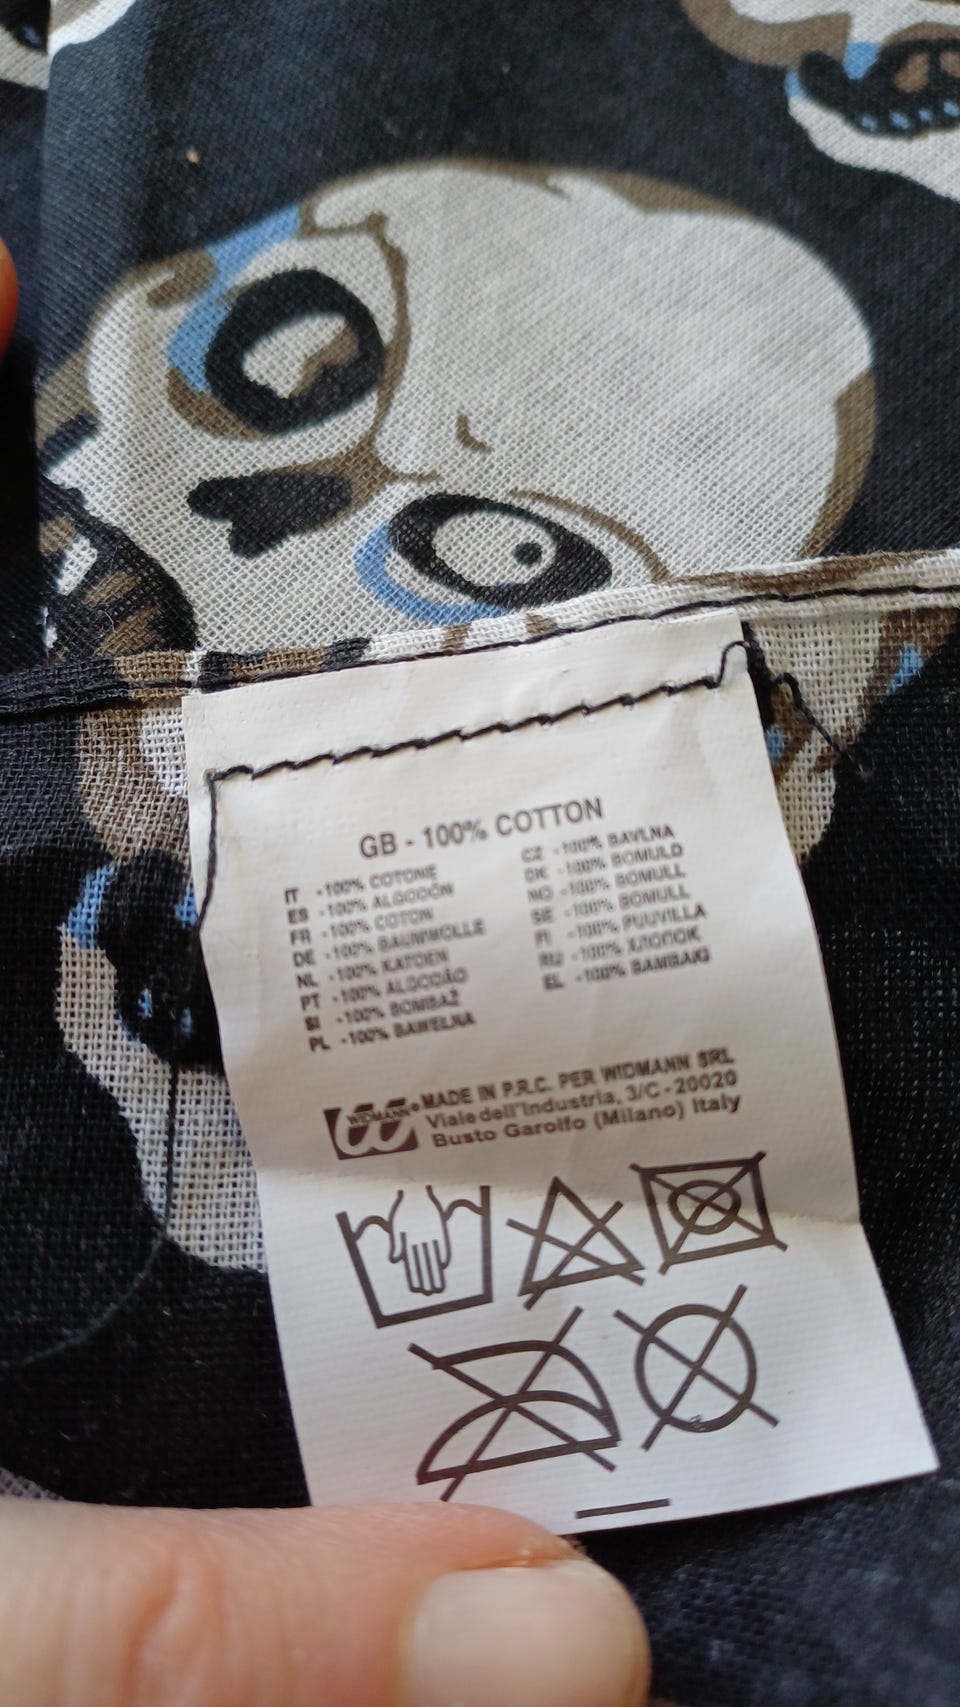 GB - 100% COTTON
IT -100% COTONE
ES -100% ALGODÓN
FR -100% COTON
DE -100% BAUMWOLLE
NL -100% KATOEN
PT -100% ALGODÃO
SI -100% BOMBAŽ
PL -100% BAWEŁNA
CZ -100% BAVLNA
DK -100% BOMULD
NO -100% BOMULL
SE -100% BOMULL
FI -100% PUUVILLA
RU -100% ХЛОПОК
EL -100% BAMBAKI
WIDMANN®
MADE IN P.R.C. PER WIDMANN SRL
Viale dell'Industria, 3/C - 20020
Busto Garolfo (Milano) Italy